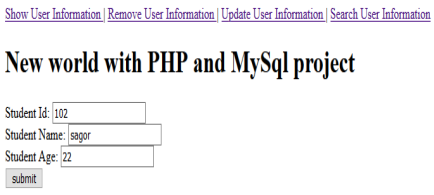 Show User Information | Remove User Information | Update User Information | Search User Information
New world with PHP and MySql project
Student Id: 102
Student Name: sagor
Student Age: 22
submit